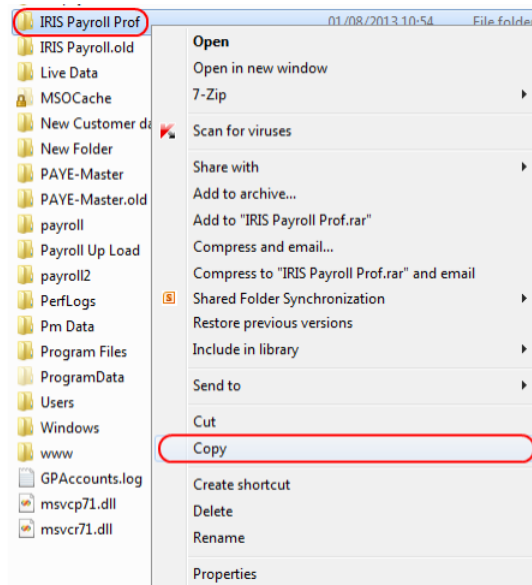 IRIS Payroll Prof 01/08/2013 10:54 File folde
IRIS Payroll.old
Live Data
MSOCache
New Customer da
New Folder
PAYE-Master
PAYE-Master.old
payroll
Payroll Up Load
payroll2
PerfLogs
Pm Data
Program Files
ProgramData
Users
Windows
www
GPAccounts.log
msvcp71.dll
msvcr71.dll
Open
Open in new window
7-Zip
Scan for viruses
Share with
Add to archive...
Add to "IRIS Payroll Prof.rar"
Compress and email...
Compress to "IRIS Payroll Prof.rar" and email
Shared Folder Synchronization
Restore previous versions
Include in library
Send to
Cut
Copy
Create shortcut
Delete
Rename
Properties